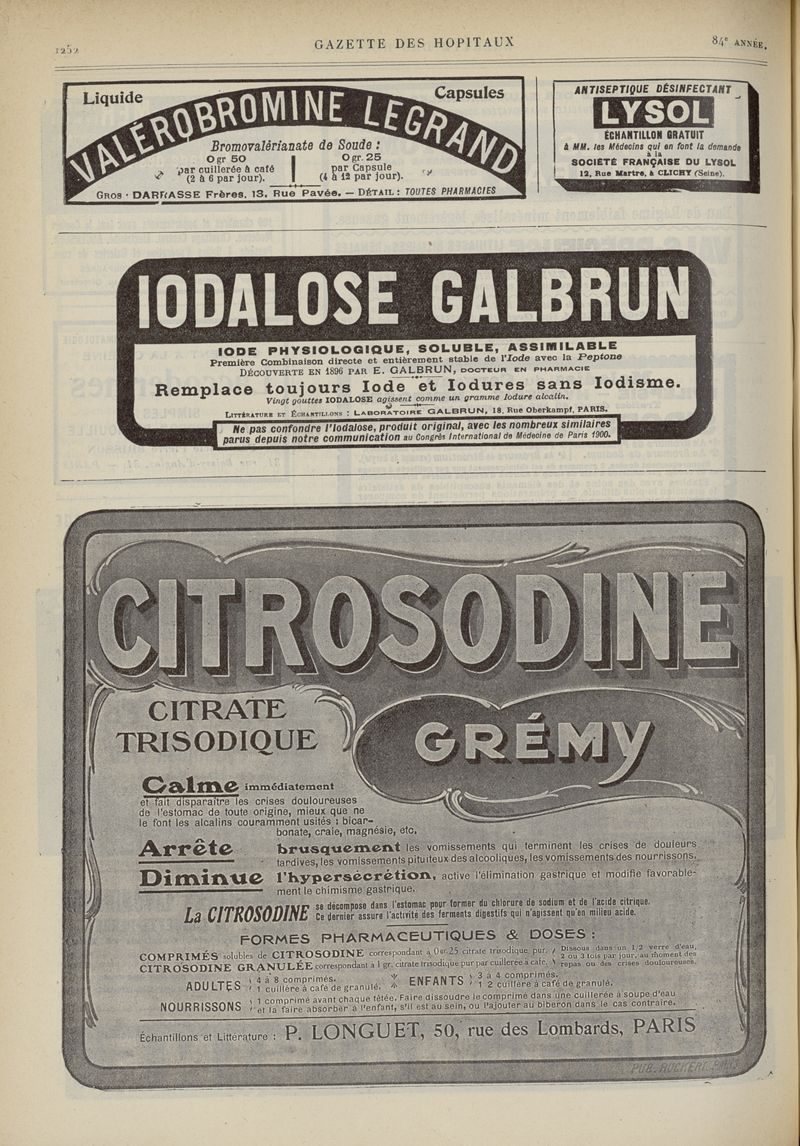 1252
GAZETTE DES HOPITAUX
84e ANNÉE.
Liquide
Capsules
VALÉROBROMINE LEGRAND
Bromovalérianate de Soude :
0 gr 50
par cuillerée à café
(2 à 6 par jour).
0 gr. 25
par Capsule
(4 à 12 par jour).
GROS · DARRASSE Frères. 13, Rue Pavée. — DÉTAIL : TOUTES PHARMACIES
ANTISEPTIQUE DÉSINFECTANT
LYSOL
ÉCHANTILLON GRATUIT
à MM. les Médecins qui en font la demande
à la
SOCIÉTÉ FRANÇAISE DU LYSOL
12, Rue Martre, à CLICHY (Seine).
IODALOSE GALBRUN
IODE PHYSIOLOGIQUE, SOLUBLE, ASSIMILABLE
Première Combinaison directe et entièrement stable de l'Iode avec la Peptone
DÉCOUVERTE EN 1896 PAR E. GALBRUN, DOCTEUR EN PHARMACIE
Remplace toujours Iode et Iodures sans Iodisme.
Vingt gouttes IODALOSE agissent comme un gramme Iodure alcalin.
LITTÉRATURE ET ÉCHANTILLONS : LABORATOIRE GALBRUN, 18, Rue Oberkampf, PARIS.
Ne pas confondre l'Iodalose, produit original, avec les nombreux similaires
parus depuis notre communication au Congrès International de Médecine de Paris 1900.
CITROSODINE
CITRATE
TRISODIQUE
GRÉMY
Calme immédiatement
et fait disparaître les crises douloureuses
de l'estomac de toute origine, mieux que ne
le font les alcalins couramment usités : bicar-
bonate, craie, magnésie, etc.
Arrête brusquement les vomissements qui terminent les crises de douleurs
tardives, les vomissements pituiteux des alcooliques, les vomissements des nourrissons.
Diminue l'hypersécrétion, active l'élimination gastrique et modifie favorable-
ment le chimisme gastrique.
La CITROSODINE se décompose dans l'estomac pour former du chlorure de sodium et de l'acide citrique.
Ce dernier assure l'activité des ferments digestifs qui n'agissent qu'en milieu acide.
FORMES PHARMACEUTIQUES & DOSES :
COMPRIMÉS solubles de CITROSODINE correspondant à 0 gr. 25 citrate trisodique pur.
CITROSODINE GRANULÉE correspondant à 1 gr. citrate trisodique pur par cuillerée à café.
Dissous dans un 1/2 verre d'eau,
2 ou 3 fois par jour, au moment des
repas ou des crises douloureuses.
ADULTES
4 à 8 comprimés.
1 cuillère à café de granulé.
ENFANTS
3 à 4 comprimés.
1/2 cuillère à café de granulé.
NOURRISSONS
1 comprimé avant chaque tétée. Faire dissoudre le comprimé dans une cuillerée à soupe d'eau
et la faire absorber à l'enfant, s'il est au sein, ou l'ajouter au biberon dans le cas contraire.
Échantillons et Littérature : P. LONGUET, 50, rue des Lombards, PARIS